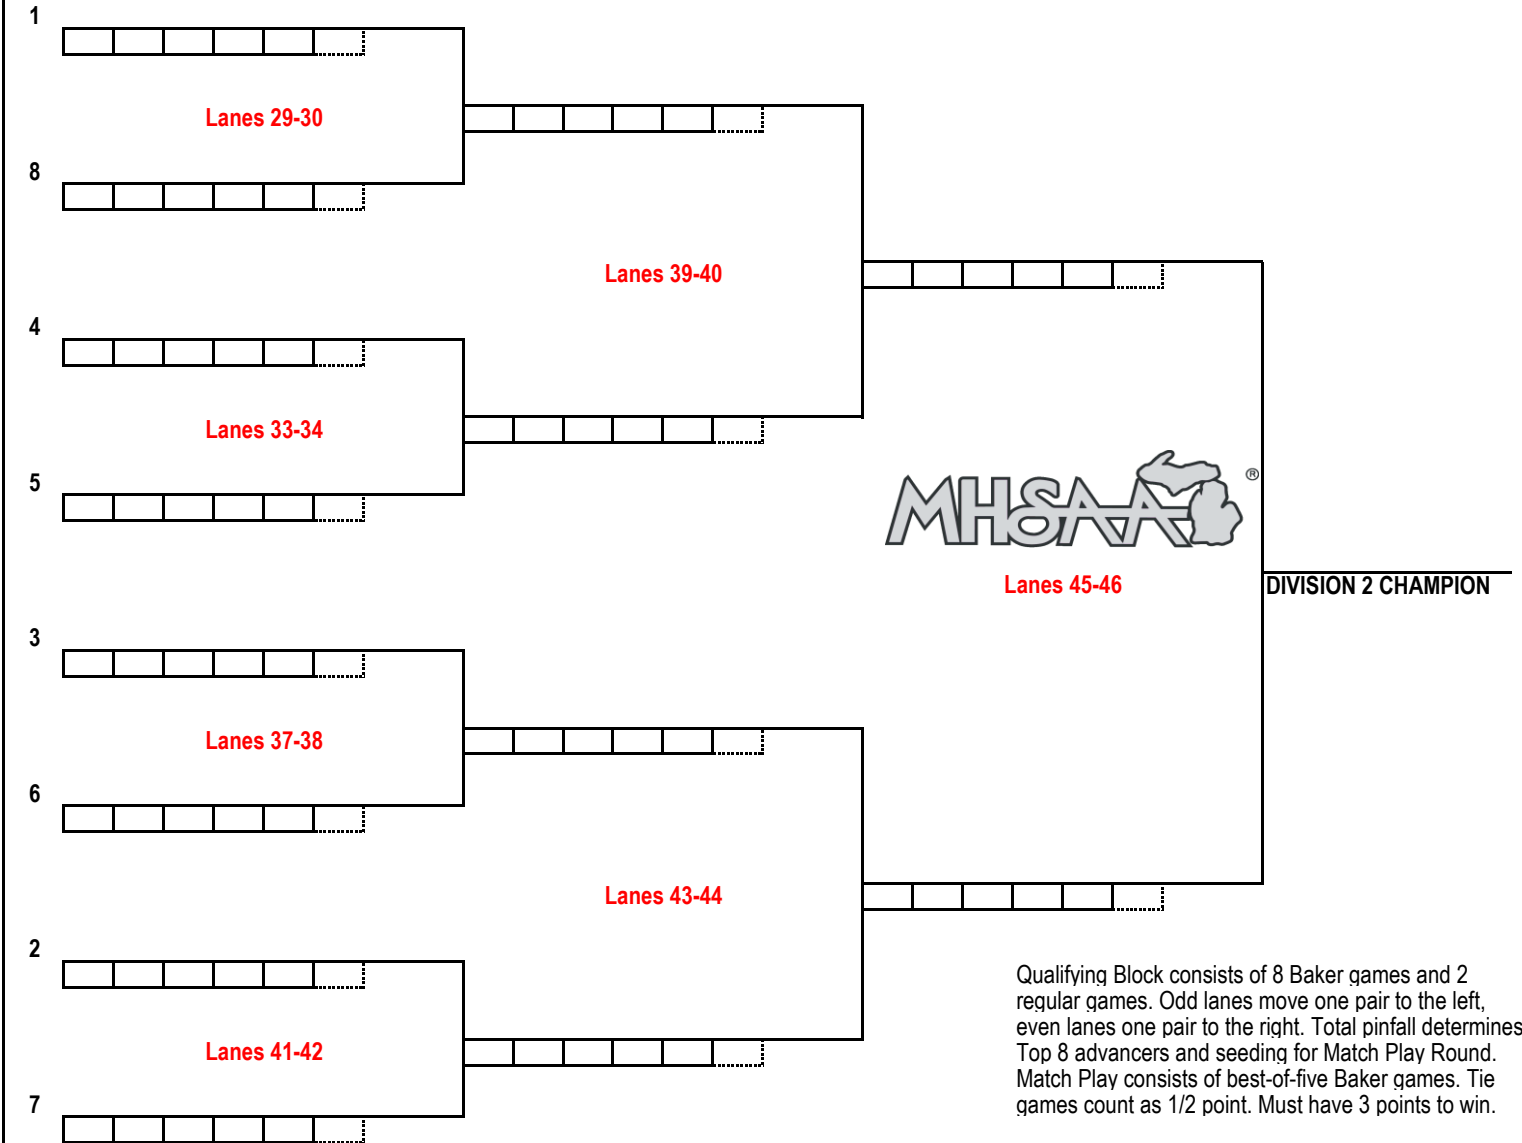 1
Lanes 29-30
8
Lanes 39-40
4
Lanes 33-34
5
MHSAA®
Lanes 45-46
DIVISION 2 CHAMPION
3
Lanes 37-38
6
Lanes 43-44
2
Lanes 41-42
7
Qualifying Block consists of 8 Baker games and 2
regular games. Odd lanes move one pair to the left,
even lanes one pair to the right. Total pinfall determines
Top 8 advancers and seeding for Match Play Round.
Match Play consists of best-of-five Baker games. Tie
games count as 1/2 point. Must have 3 points to win.